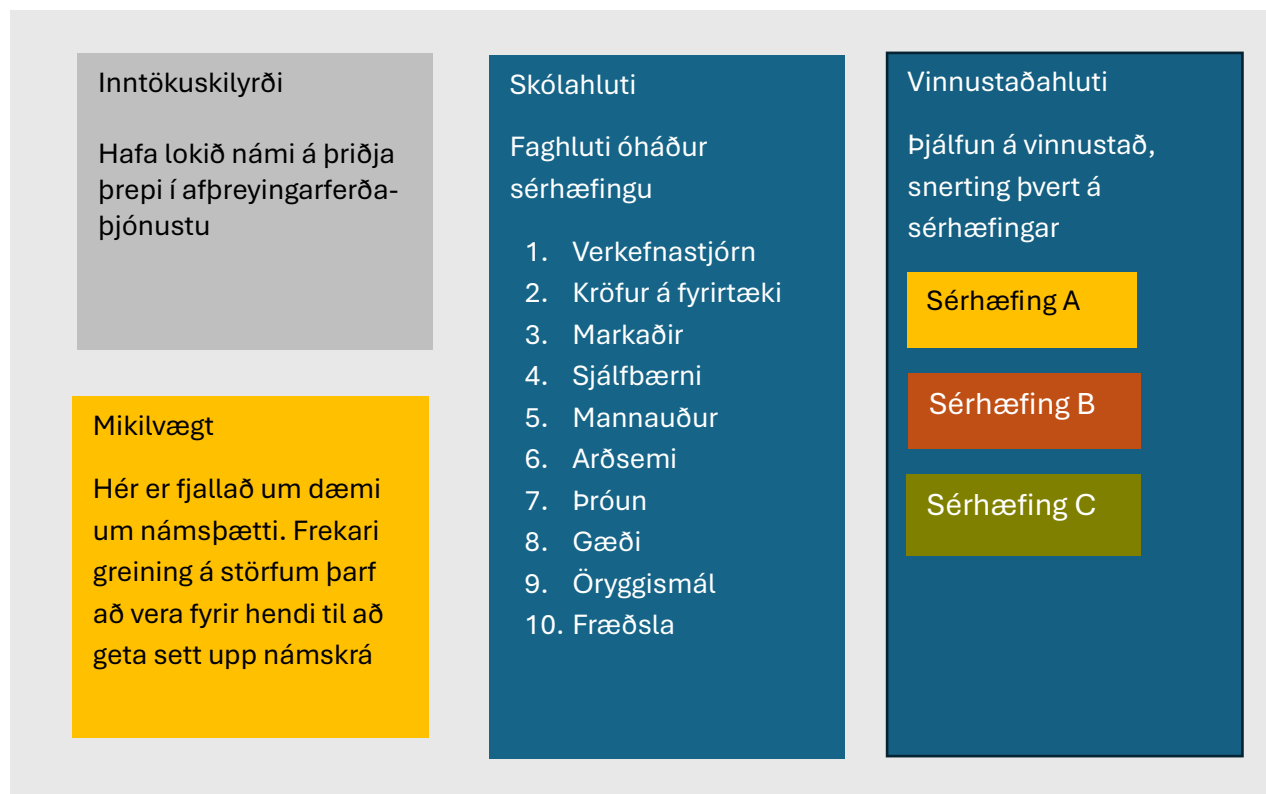 Inntökuskilyrði
Hafa lokið námi á þriðja
þrepi í afþreyingarferða-
þjónustu
Mikilvægt
Hér er fjallað um dæmi
um námsþætti. Frekari
greining á störfum þarf
að vera fyrir hendi til að
geta sett upp námskrá
Skólahluti
Faghluti óháður
sérhæfingu
1. Verkefnastjórn
2. Kröfur á fyrirtæki
3. Markaðir
4. Sjálfbærni
5. Mannauður
6. Arðsemi
7. Þróun
8. Gæði
9. Öryggismál
10. Fræðsla
Vinnustaðahluti
Þjálfun á vinnustað,
snerting þvert á
sérhæfingar
Sérhæfing A
Sérhæfing B
Sérhæfing C